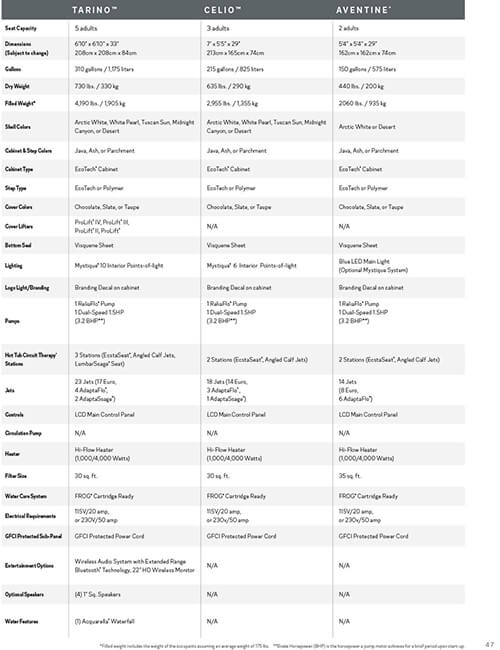 TARINO™ CELIO™ AVENTINE™
Seat Capacity 5 adults 3 adults 2 adults
Dimensions 6'10" x 6'10" x 33" 7' x 5'5" x 29" 5'4" x 5'4" x 29"
(Subject to change) 208cm x 208cm x 84cm 213cm x 165cm x 74cm 162cm x 162cm x 74cm
Gallons 310 gallons / 1,175 liters 215 gallons / 825 liters 150 gallons / 575 liters
Dry Weight 730 lbs. / 330 kg 635 lbs. / 290 kg 440 lbs. / 200 kg
Filled Weight* 4,190 lbs. / 1,905 kg 2,955 lbs. / 1,355 kg 2060 lbs. / 935 kg
Shell Colors Arctic White, White Pearl, Tuscan Sun, Midnight Arctic White, White Pearl, Tuscan Sun, Midnight Arctic White or Desert
Canyon, or Desert Canyon, or Desert
Cabinet & Step Colors Java, Ash, or Parchment Java, Ash, or Parchment Java, Ash, or Parchment
Cabinet Type EcoTech® Cabinet EcoTech® Cabinet EcoTech® Cabinet
Step Type EcoTech or Polymer EcoTech or Polymer EcoTech or Polymer
Cover Colors Chocolate, Slate, or Taupe Chocolate, Slate, or Taupe Chocolate, Slate, or Taupe
Cover Lifters ProLift® IV, ProLift® III, N/A N/A
ProLift® II, ProLift®
Bottom Seal Visquene Sheet Visquene Sheet Visquene Sheet
Lighting Mystique® 10 Interior Points-of-light Mystique® 6 Interior Points-of-light Blue LED Main Light
(Optional Mystique System)
Logo Light/Branding Branding Decal on cabinet Branding Decal on cabinet Branding Decal on cabinet
Pumps 1 ReliaFlo® Pump 1 ReliaFlo® Pump 1 ReliaFlo® Pump
1 Dual-Speed 1.5HP 1 Dual-Speed 1.5HP 1 Dual-Speed 1.5HP
(3.2 BHP**) (3.2 BHP**) (3.2 BHP**)
Hot Tub Circuit Therapy® 3 Stations (EcstaSeat®, Angled Calf Jets, 2 Stations (EcstaSeat®, Angled Calf Jets) 2 Stations (EcstaSeat®, Angled Calf Jets)
Stations LumbarSsage® Seat)
Jets 23 Jets (17 Euro, 18 Jets (14 Euro, 14 Jets
4 AdaptaFlo®, 3 AdaptaFlo®, (8 Euro,
2 AdaptaSsage®) 1 AdaptaSsage®) 6 AdaptaFlo®)
Controls LCD Main Control Panel LCD Main Control Panel LCD Main Control Panel
Circulation Pump N/A N/A N/A
Heater Hi-Flow Heater Hi-Flow Heater Hi-Flow Heater
(1,000/4,000 Watts) (1,000/4,000 Watts) (1,000/4,000 Watts)
Filter Size 30 sq. ft. 30 sq. ft. 35 sq. ft.
Water Care System FROG® Cartridge Ready FROG® Cartridge Ready FROG® Cartridge Ready
Electrical Requirements 115V/20 amp, 115V/20 amp, 115V/20 amp,
or 230V/50 amp or 230v/50 amp or 230v/50 amp
GFCI Protected Sub-Panel GFCI Protected Power Cord GFCI Protected Power Cord GFCI Protected Power Cord
Entertainment Options Wireless Audio System with Extended Range N/A N/A
Bluetooth® Technology, 22" HD Wireless Monitor
Optional Speakers (4) 1" Sq. Speakers N/A N/A
Water Features (1) Acquarella® Waterfall N/A N/A
*Filled weight includes the weight of the occupants assuming an average weight of 175 lbs. **Brake Horsepower (BHP) is the horsepower a pump motor achieves for a brief period upon start-up. 47